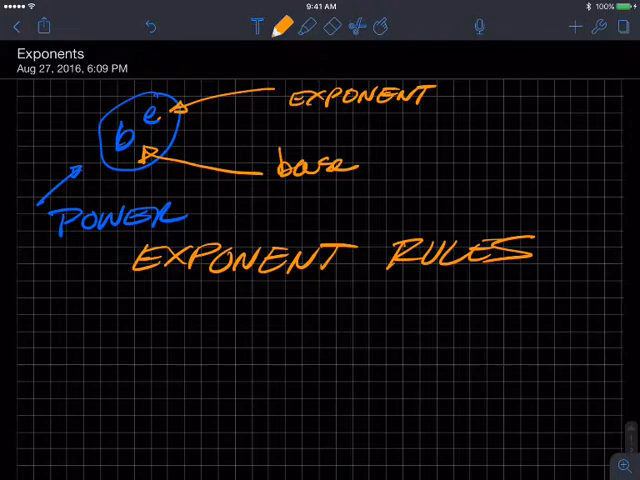 9:41 AM
100%
T
Exponents
Aug 27, 2016, 6:09 PM
b e
EXPONENT
base
POWER
EXPONENT RULES